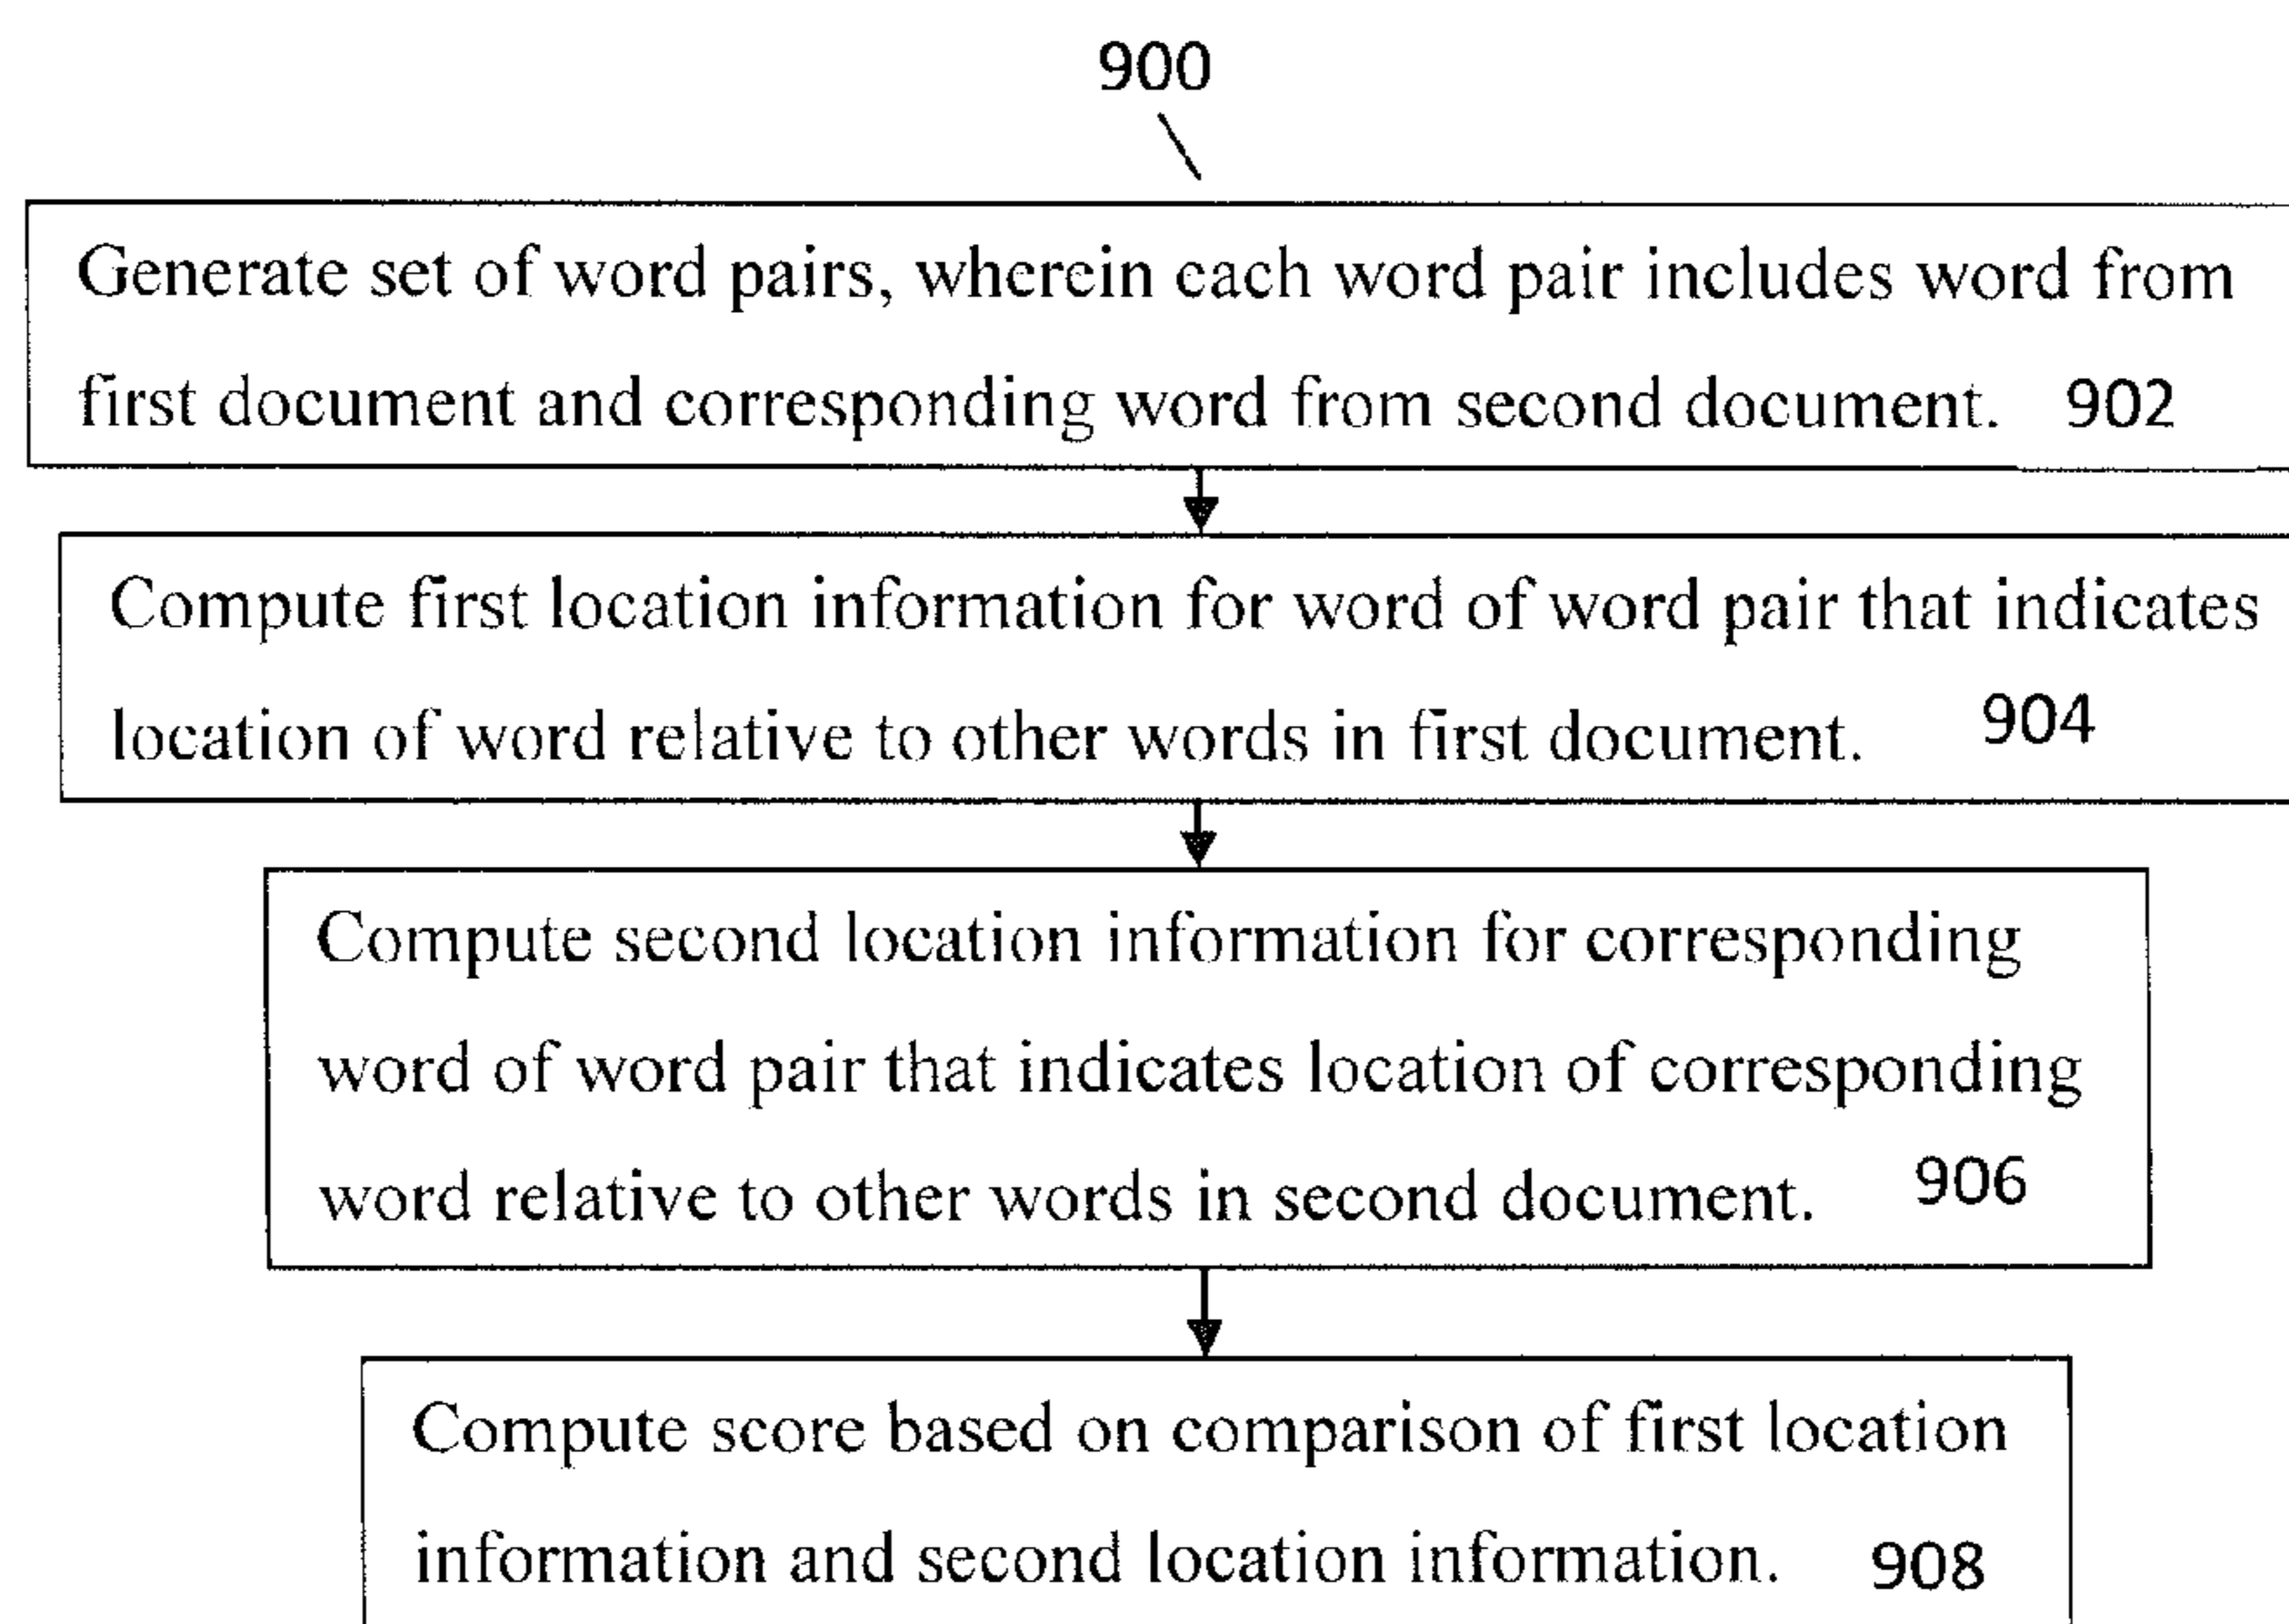 900
Generate set of word pairs, wherein each word pair includes word from
first document and corresponding word from second document. 902
Compute first location information for word of word pair that indicates
location of word relative to other words in first document. 904
Compute second location information for corresponding
word of word pair that indicates location of corresponding
word relative to other words in second document. 906
Compute score based on comparison of first location
information and second location information. 908